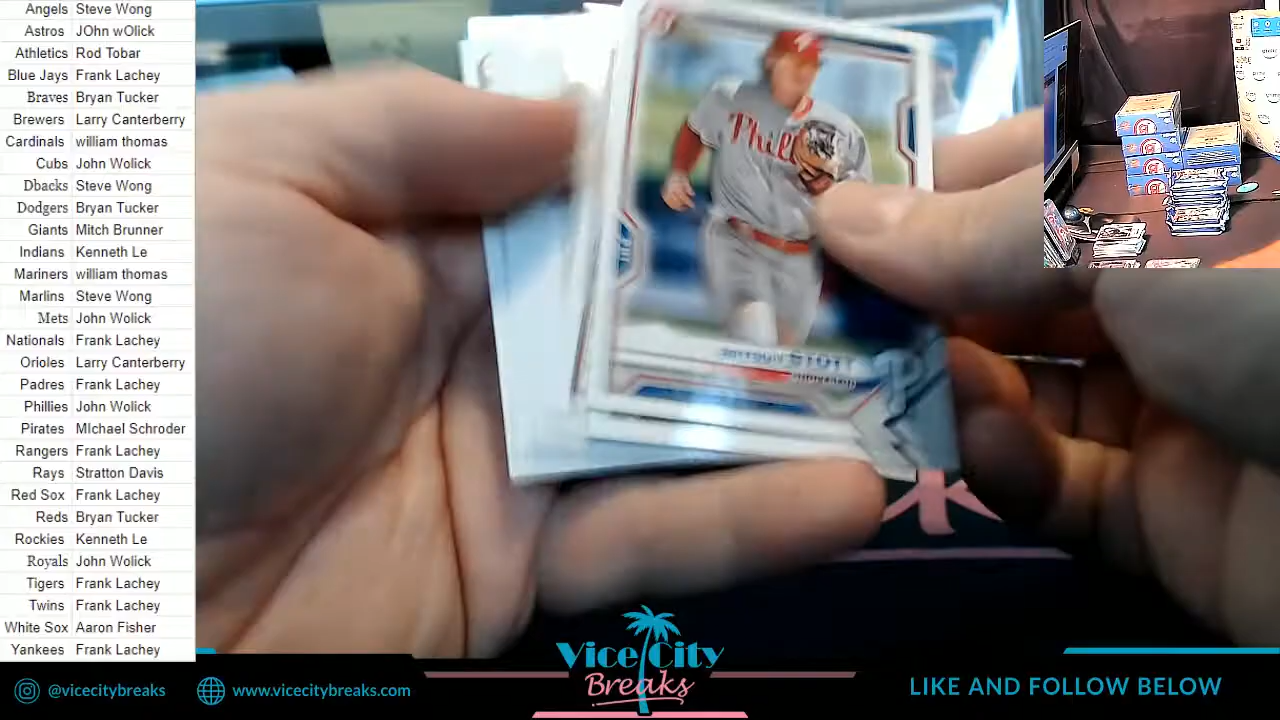 Angels Steve Wong
Astros JOhn wOlick
Athletics Rod Tobar
Blue Jays Frank Lachey
Braves Bryan Tucker
Brewers Larry Canterberry
Cardinals william thomas
Cubs John Wolick
Dbacks Steve Wong
Dodgers Bryan Tucker
Giants Mitch Brunner
Indians Kenneth Le
Mariners william thomas
Marlins Steve Wong
Mets John Wolick
Nationals Frank Lachey
Orioles Larry Canterberry
Padres Frank Lachey
Phillies John Wolick
Pirates MIchael Schroder
Rangers Frank Lachey
Rays Stratton Davis
Red Sox Frank Lachey
Reds Bryan Tucker
Rockies Kenneth Le
Royals John Wolick
Tigers Frank Lachey
Twins Frank Lachey
White Sox Aaron Fisher
Yankees Frank Lachey
Phill
STOTT
Vice City
Breaks
@vicecitybreaks
www.vicecitybreaks.com
LIKE AND FOLLOW BELOW